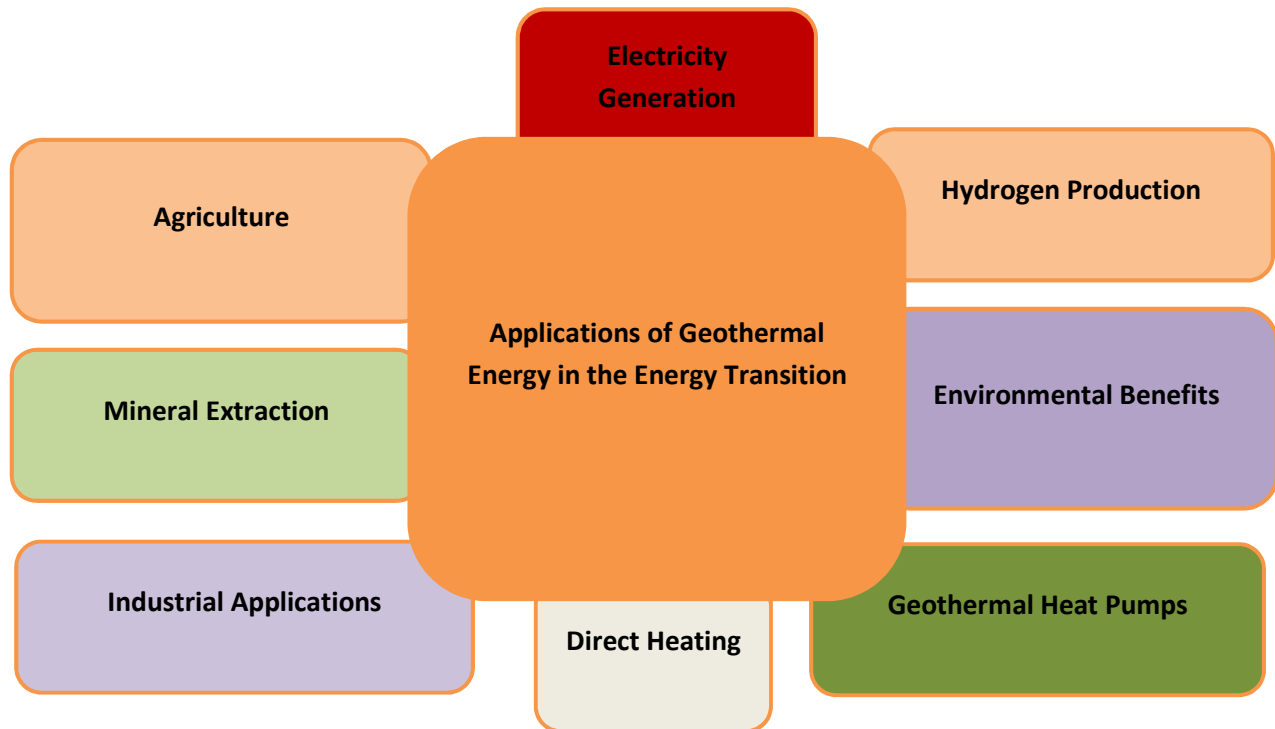 Electricity
Generation
Agriculture
Hydrogen Production
Applications of Geothermal
Energy in the Energy Transition
Mineral Extraction
Environmental Benefits
Industrial Applications
Direct Heating
Geothermal Heat Pumps